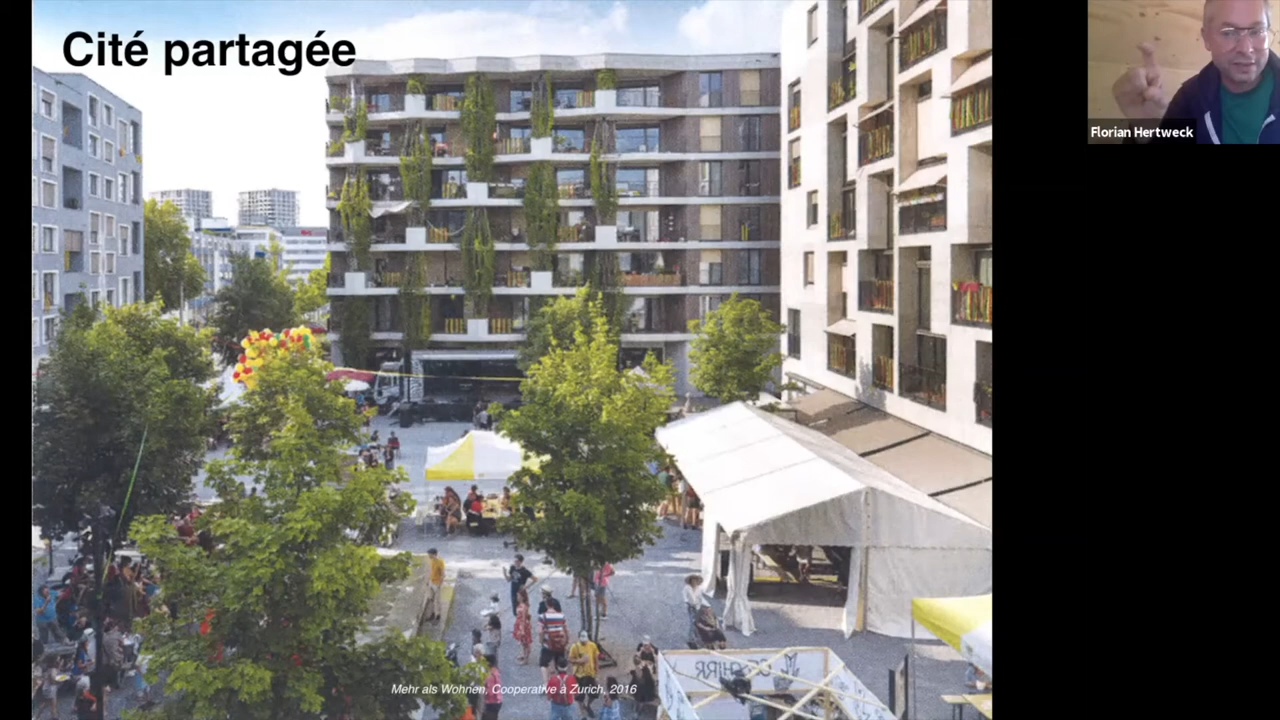 Cité partagée
Florian Hertweck
Mehr als Wohnen, Cooperative à Zurich, 2016